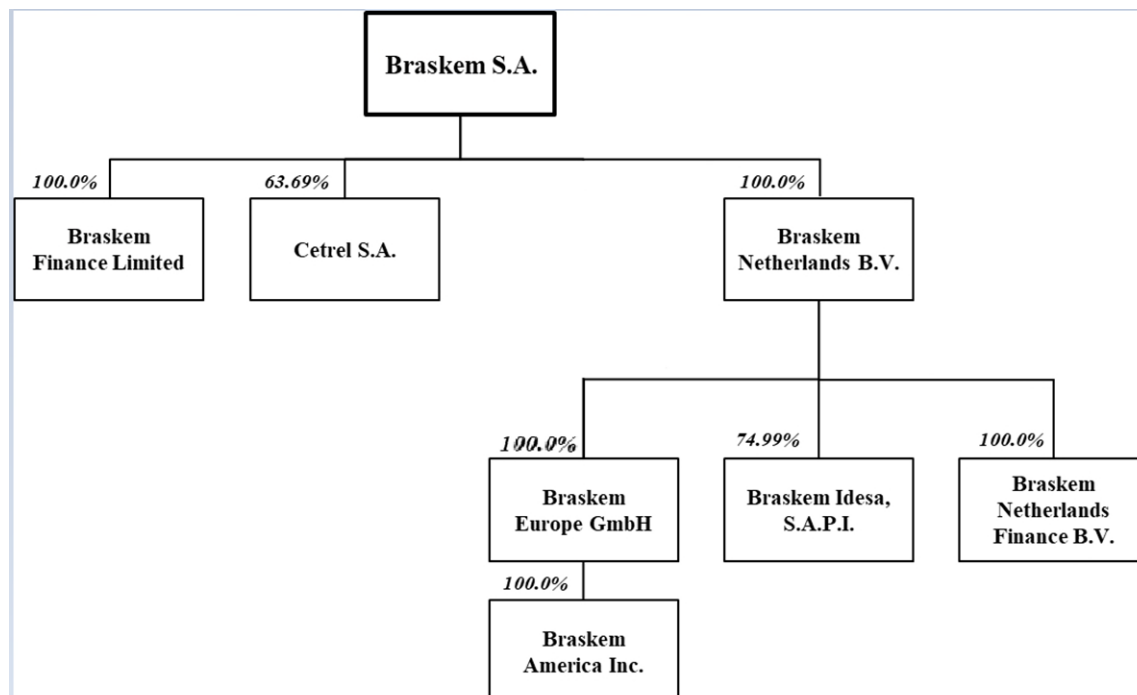 Braskem S.A.
100.0%
63.69%
100.0%
Braskem
Finance Limited
Cetrel S.A.
Braskem
Netherlands B.V.
100.0%
74.99%
100.0%
Braskem
Europe GmbH
Braskem Idesa,
S.A.P.I.
Braskem
Netherlands
Finance B.V.
100.0%
Braskem
America Inc.